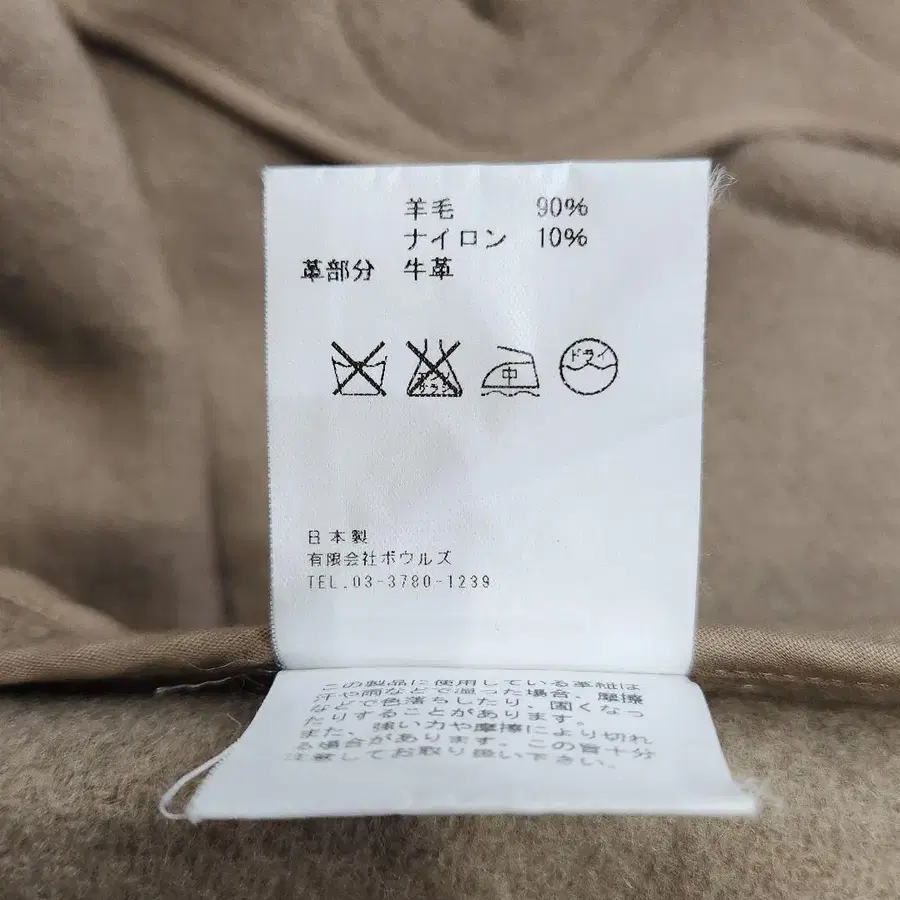 羊毛 90%
ナイロン 10%
革部分 牛革
エンソ
サラシ
中
ドライ
日本製
有限会社ボウルズ
TEL.03-3780-1239
この製品に使用している革紐は
汗や雨などで湿った場合、摩擦
などで色落ちしたり、固くなっ
たりすることがあります。
また、強い力や摩擦により切れ
る場合があります。この旨十分
注意してお取り扱い下さい。